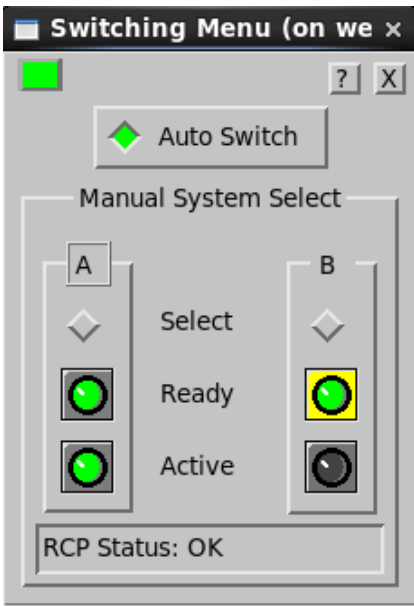 Switching Menu (on we ×
? X
Auto Switch
Manual System Select
A B
Select
Ready
Active
RCP Status: OK